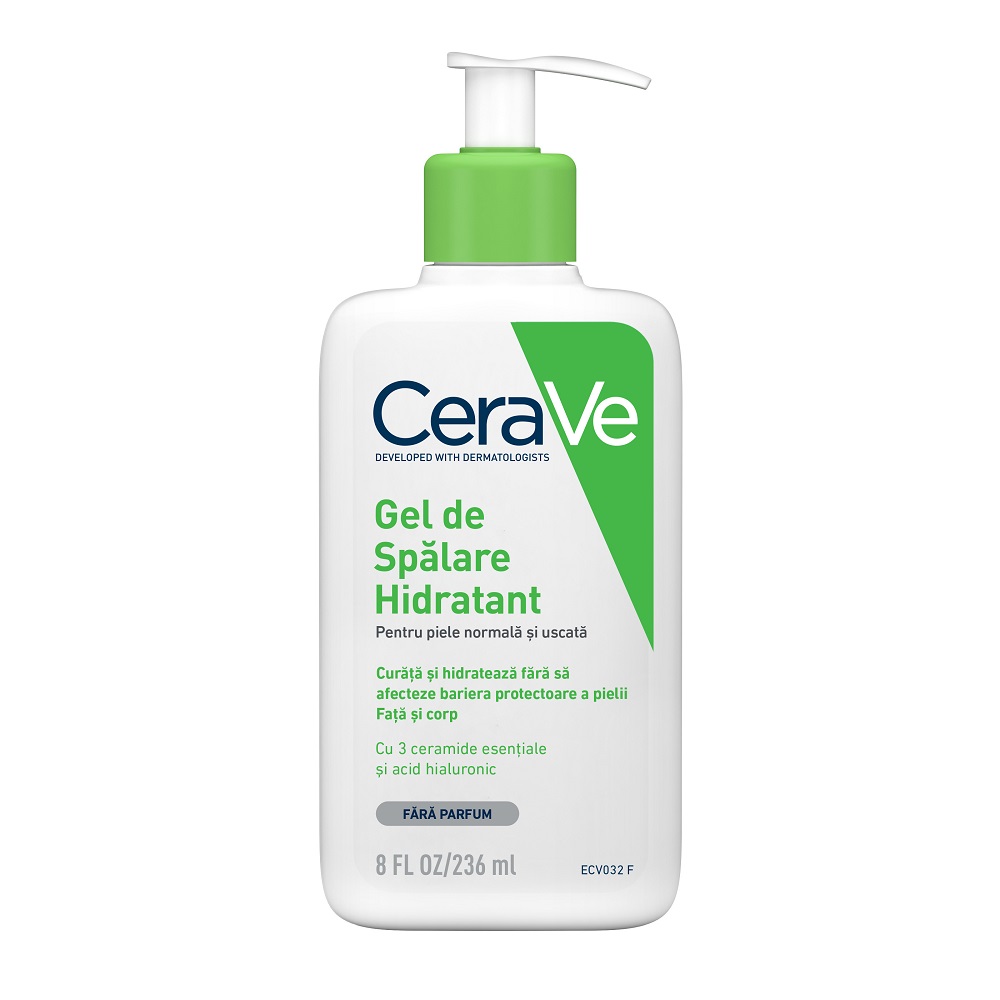 CeraVe
DEVELOPED WITH DERMATOLOGISTS
Gel de
Spălare
Hidratant
Pentru piele normală și uscată
Curăță și hidratează fără să
afecteze bariera protectoare a pielii
Față și corp
Cu 3 ceramide esențiale
și acid hialuronic
FĂRĂ PARFUM
8 FL OZ/236 ml
ECV032 F